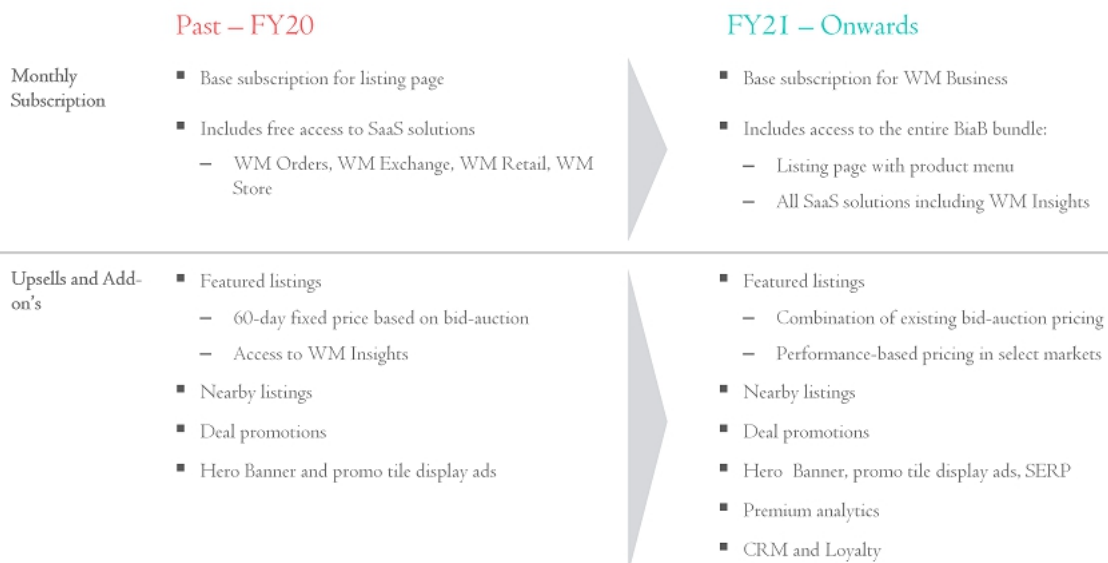 Past – FY20
FY21 – Onwards
Monthly
Subscription
■ Base subscription for listing page
■ Includes free access to SaaS solutions
– WM Orders, WM Exchange, WM Retail, WM
Store
■ Base subscription for WM Business
■ Includes access to the entire BiaB bundle:
– Listing page with product menu
– All SaaS solutions including WM Insights
Upsells and Add-
on's
■ Featured listings
– 60-day fixed price based on bid-auction
– Access to WM Insights
■ Nearby listings
■ Deal promotions
■ Hero Banner and promo tile display ads
■ Featured listings
– Combination of existing bid-auction pricing
– Performance-based pricing in select markets
■ Nearby listings
■ Deal promotions
■ Hero Banner, promo tile display ads, SERP
■ Premium analytics
■ CRM and Loyalty